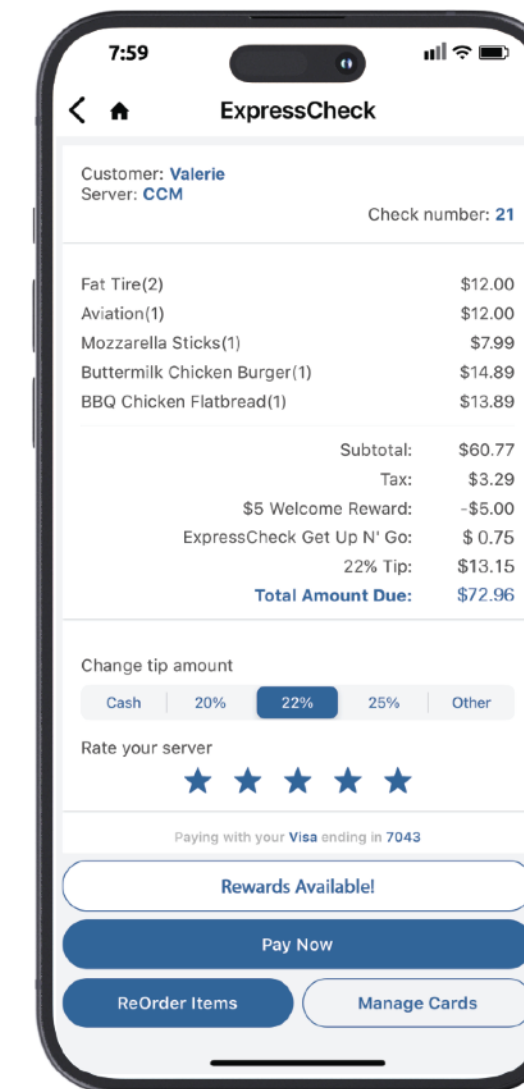 7:59
ExpressCheck
Customer: Valerie
Server: CCM
Check number: 21
Fat Tire(2) $12.00
Aviation(1) $12.00
Mozzarella Sticks(1) $7.99
Buttermilk Chicken Burger(1) $14.89
BBQ Chicken Flatbread(1) $13.89
Subtotal: $60.77
Tax: $3.29
$5 Welcome Reward: -$5.00
ExpressCheck Get Up N' Go: $ 0.75
22% Tip: $13.15
Total Amount Due: $72.96
Change tip amount
Cash 20% 22% 25% Other
Rate your server
Paying with your Visa ending in 7043
Rewards Available!
Pay Now
ReOrder Items Manage Cards